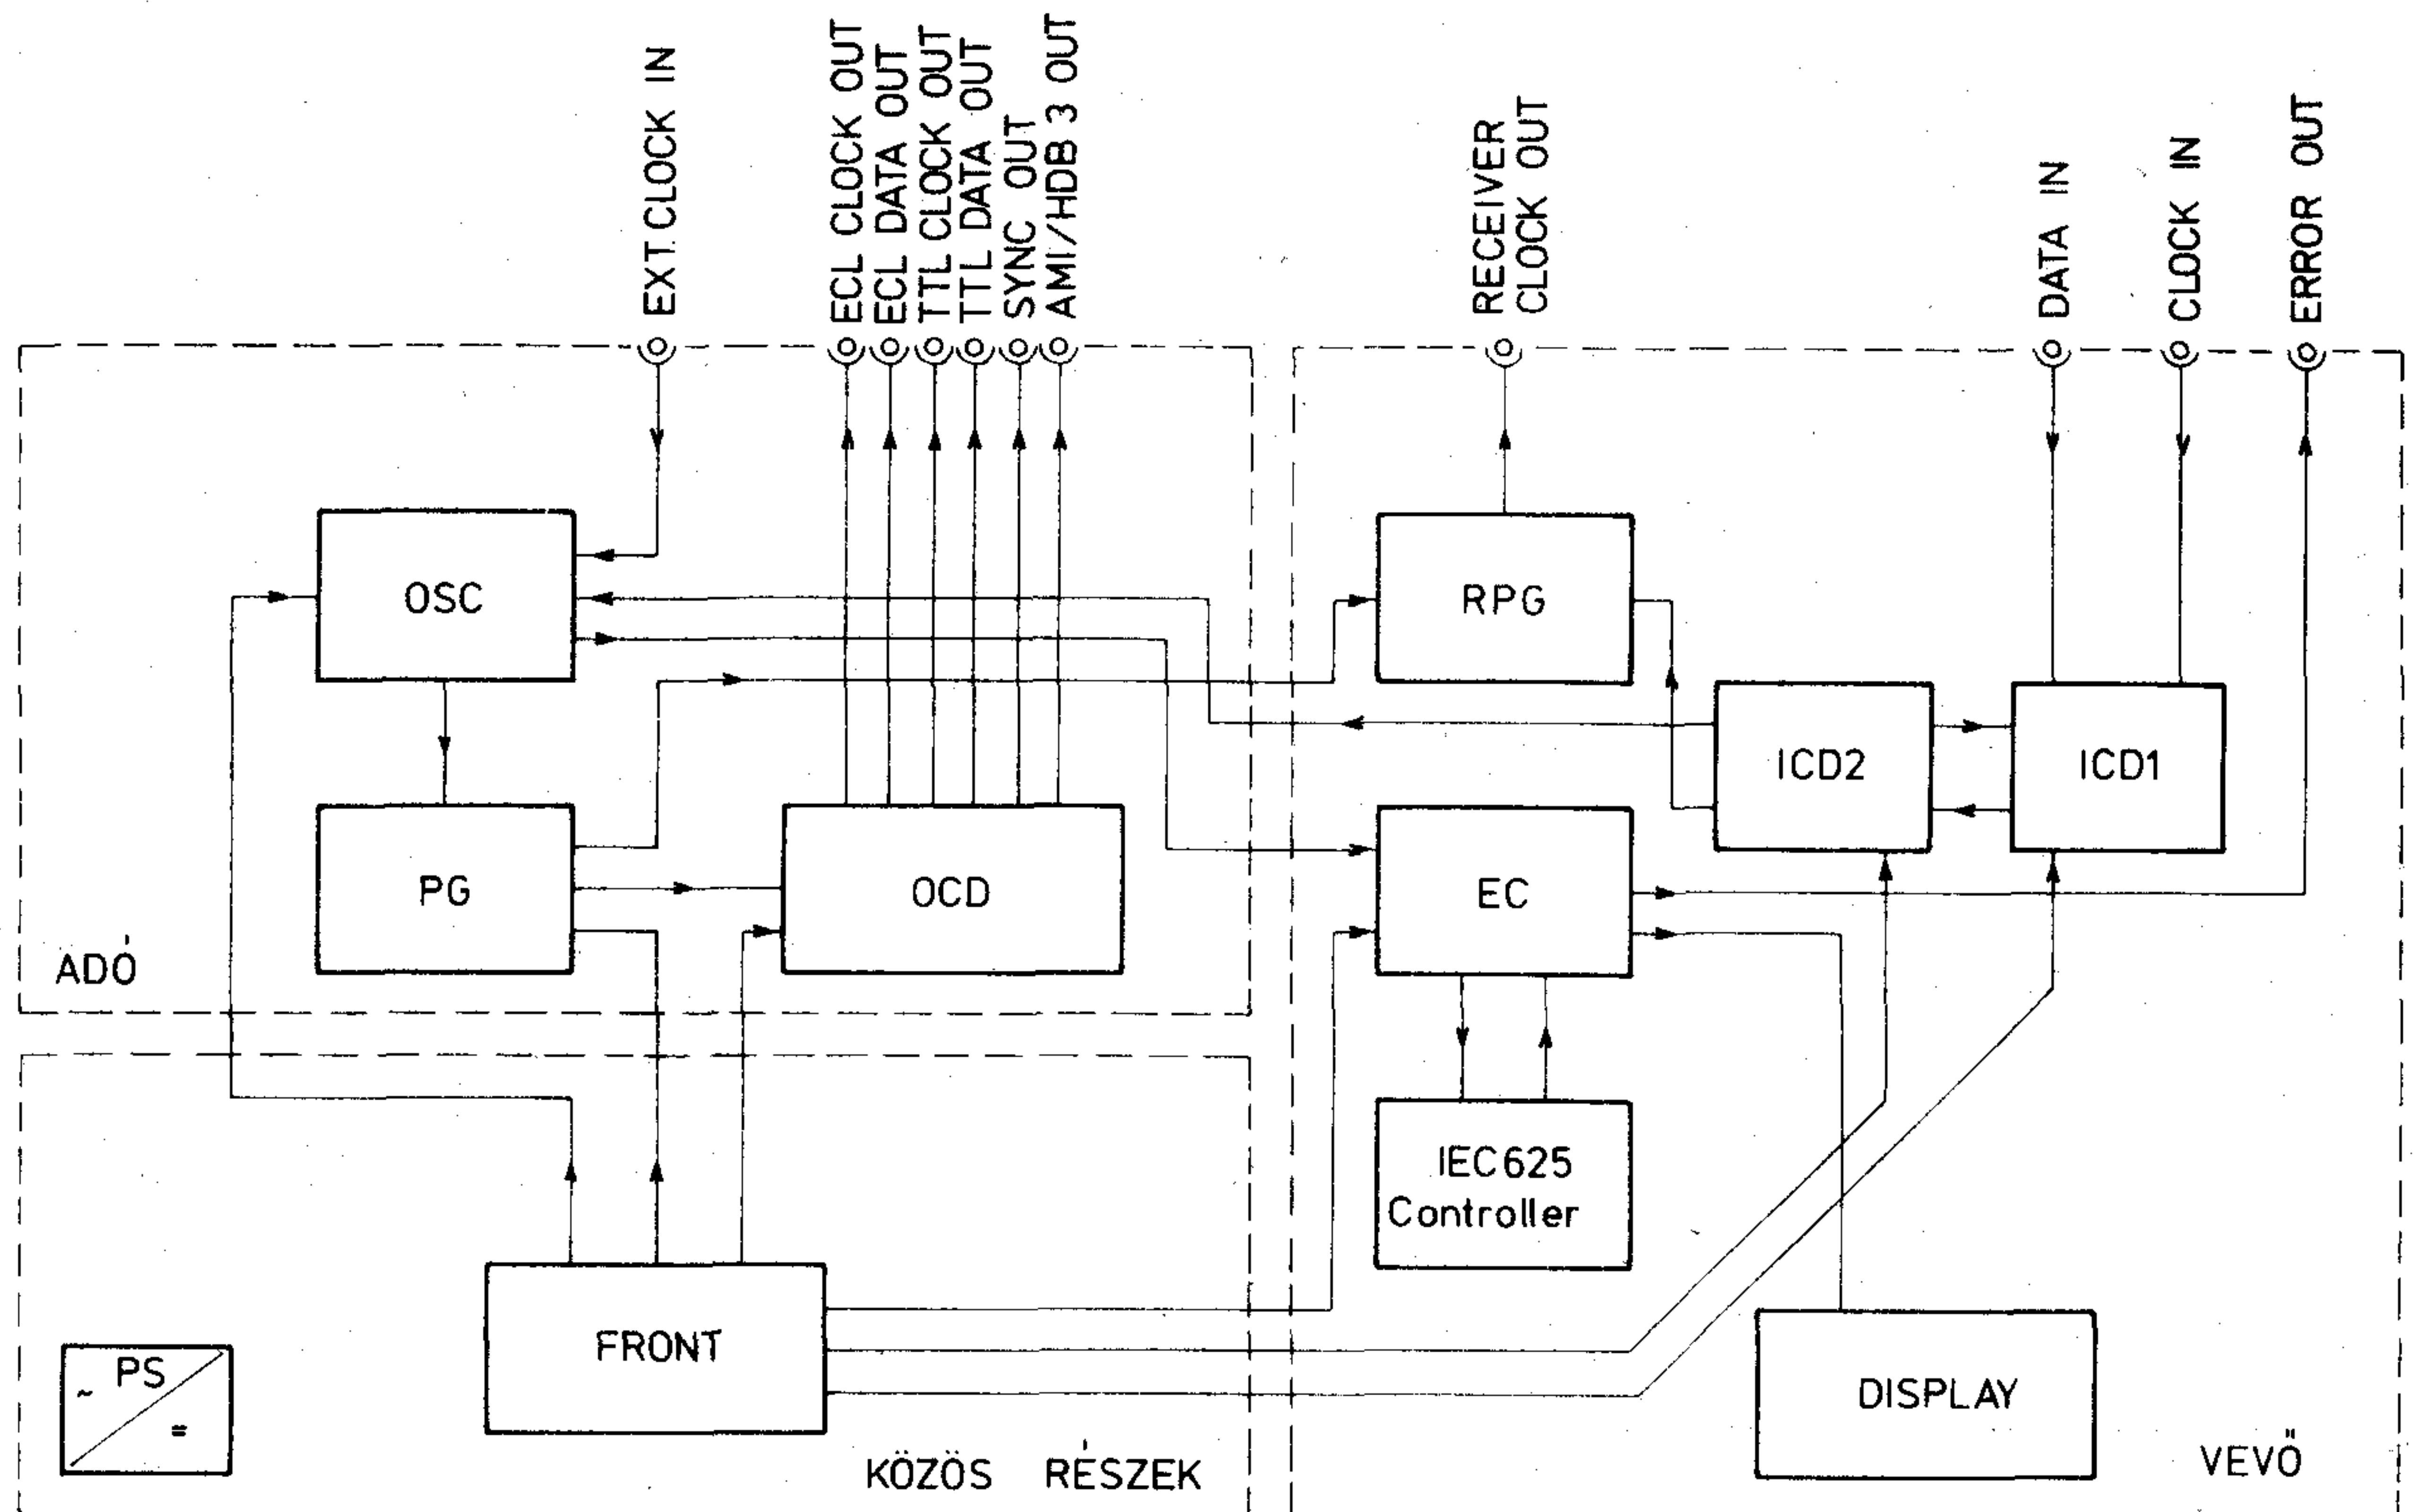 EXT. CLOCK IN
ECL CLOCK OUT
ECL DATA OUT
TTL CLOCK OUT
TTL DATA OUT
SYNC OUT
AMI/HDB 3 OUT
RECEIVER
CLOCK OUT
DATA IN
CLOCK IN
ERROR OUT
OSC
RPG
ICD2
ICD1
PG
OCD
EC
ADÓ
IEC625
Controller
FRONT
PS
~
=
DISPLAY
KÖZÖS RÉSZEK
VEVŐ